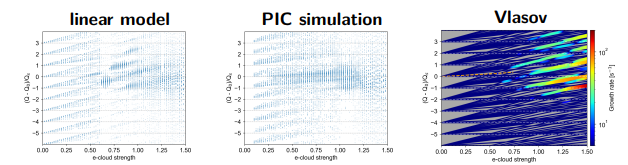 linear model
PIC simulation
Vlasov
(Q - Q₀)/Qₛ
3
2
1
0
−1
−2
−3
−4
−5
0.00 0.25 0.50 0.75 1.00 1.25 1.50
e-cloud strength
(Q - Q₀)/Qₛ
3
2
1
0
−1
−2
−3
−4
−5
0.00 0.25 0.50 0.75 1.00 1.25 1.50
e-cloud strength
(Q - Q₀)/Qₛ
3
2
1
0
−1
−2
−3
−4
−5
0.00 0.25 0.50 0.75 1.00 1.25 1.50
e-cloud strength
10²
10¹
Growth rate [s⁻¹]